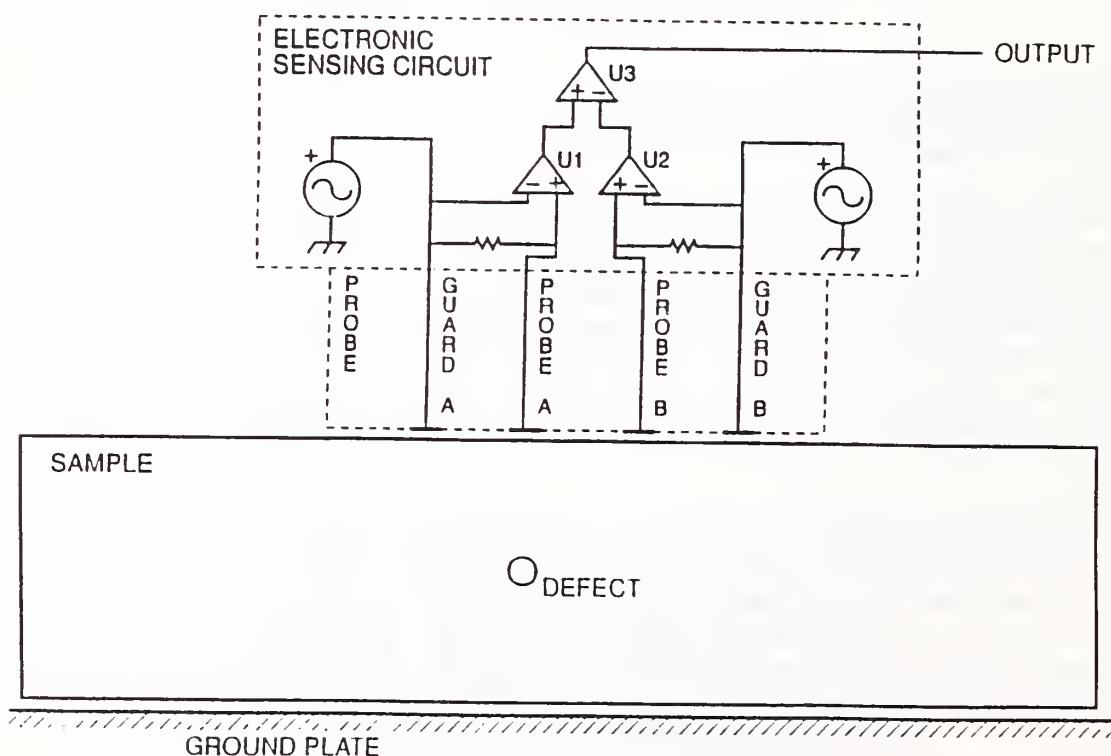 ELECTRONIC
SENSING CIRCUIT
OUTPUT
U3
+ −
+
U1
U2
+
− +
+ −
PROBE
GUARD A
PROBE A
PROBE B
GUARD B
SAMPLE
DEFECT
GROUND PLATE